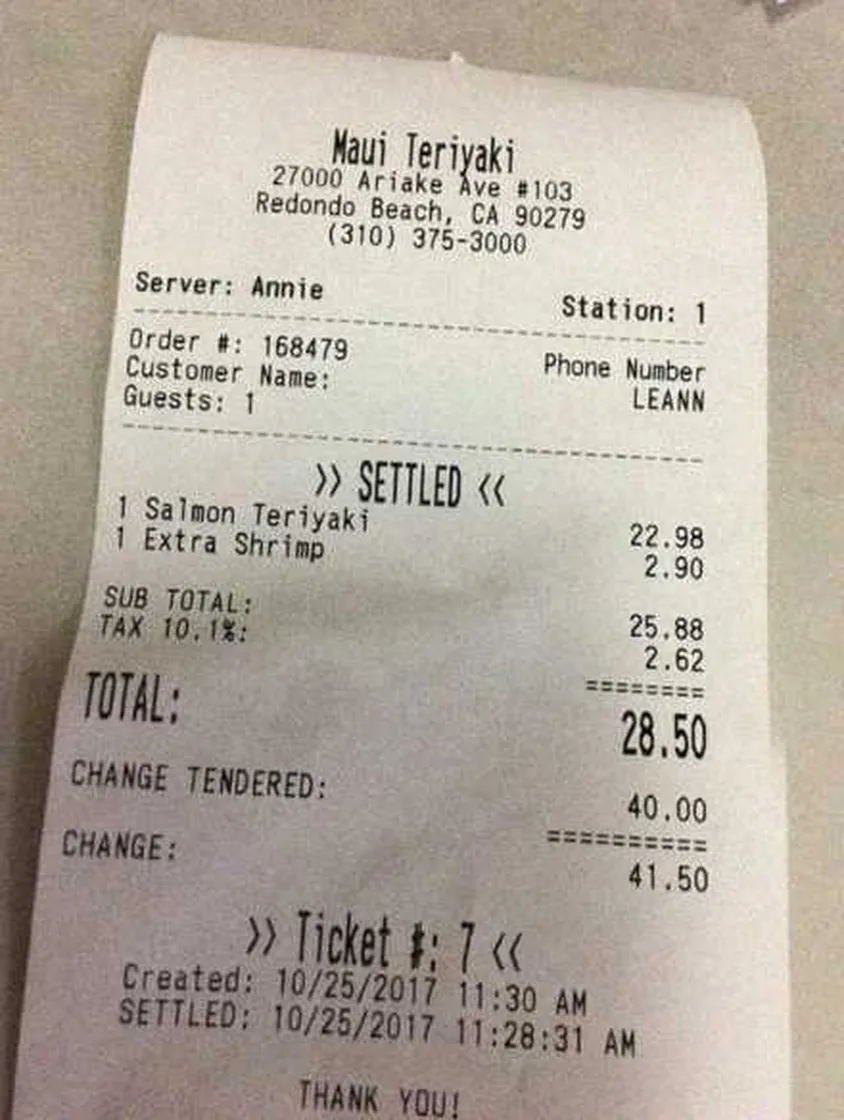 Maui Teriyaki
27000 Ariake Ave #103
Redondo Beach, CA 90279
(310) 375-3000
Server: Annie Station: 1
Order #: 168479 Phone Number
Customer Name: LEANN
Guests: 1
>> SETTLED <<
1 Salmon Teriyaki 22.98
1 Extra Shrimp 2.90
SUB TOTAL: 25.88
TAX 10.1%: 2.62
========
TOTAL: 28.50
CHANGE TENDERED: 40.00
==========
CHANGE: 41.50
>> Ticket #: 7 <<
Created: 10/25/2017 11:30 AM
SETTLED: 10/25/2017 11:28:31 AM
THANK YOU!